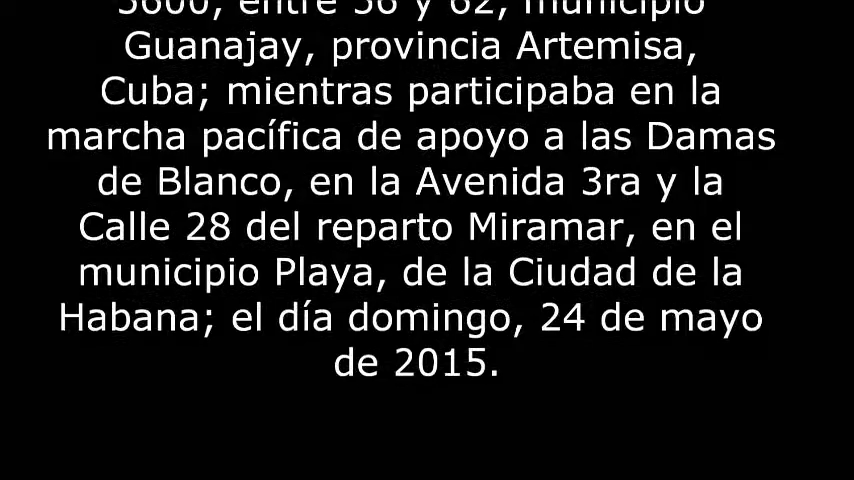 5600, entre 56 y 62, municipio
Guanajay, provincia Artemisa,
Cuba; mientras participaba en la
marcha pacífica de apoyo a las Damas
de Blanco, en la Avenida 3ra y la
Calle 28 del reparto Miramar, en el
municipio Playa, de la Ciudad de la
Habana; el día domingo, 24 de mayo
de 2015.